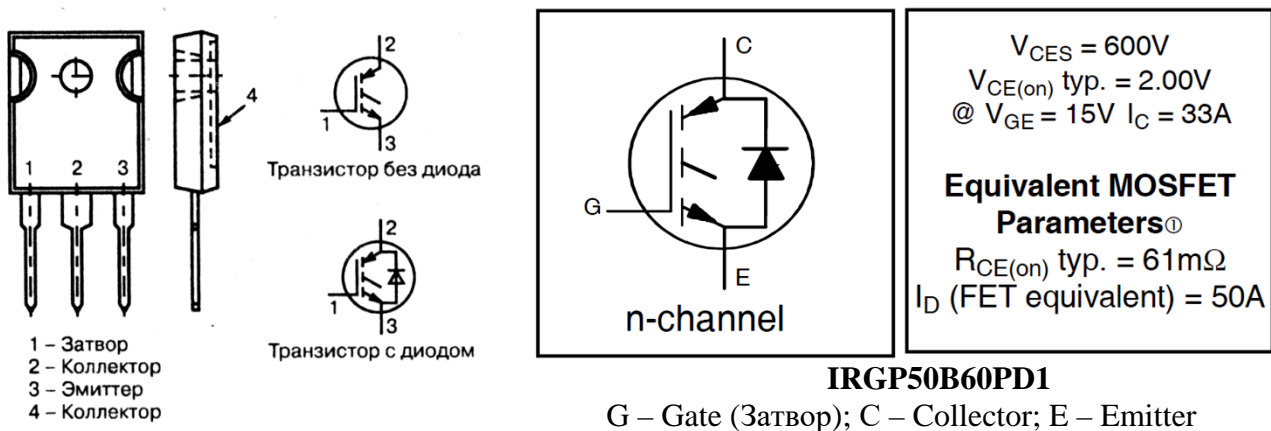 1 2 3
4
2
1
3
Транзистор без диода
2
1
3
Транзистор с диодом
1 – Затвор
2 – Коллектор
3 – Эмиттер
4 – Коллектор
C
G
E
n-channel
V_CES = 600V
V_CE(on) typ. = 2.00V
@ V_GE = 15V I_C = 33A
Equivalent MOSFET
Parameters①
R_CE(on) typ. = 61mΩ
I_D (FET equivalent) = 50A
IRGP50B60PD1
G – Gate (Затвор); C – Collector; E – Emitter